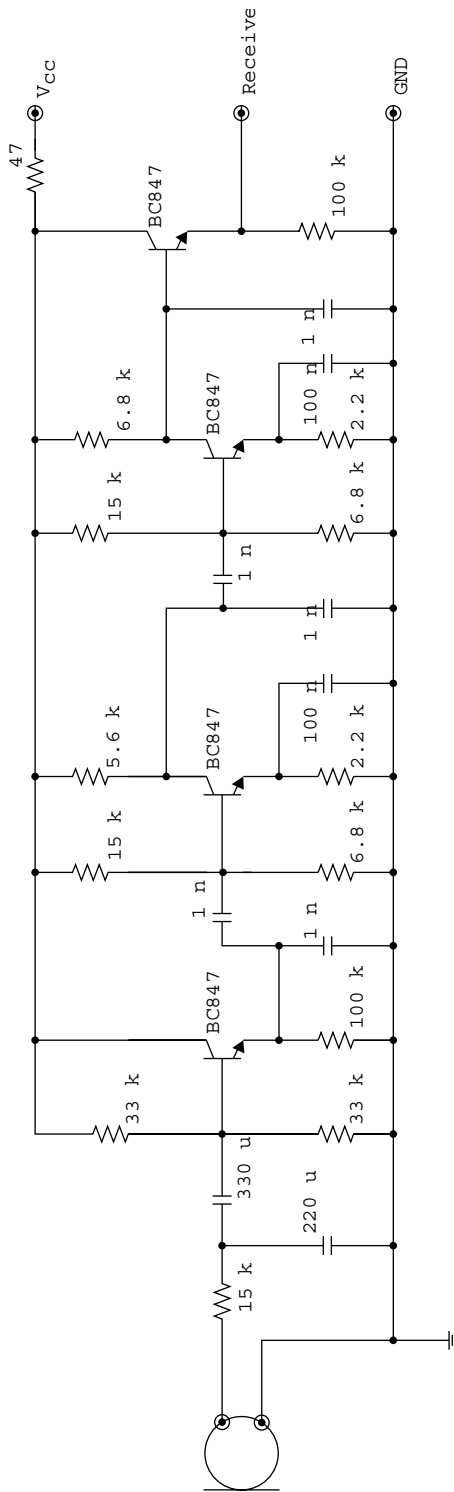 Vcc
47
Receive
GND
BC847
100 k
1 n
6.8 k
BC847
100 n
2.2 k
15 k
6.8 k
1 n
1 n
5.6 k
BC847
100 n
2.2 k
15 k
6.8 k
1 n
1 n
BC847
100 k
33 k
33 k
330 u
220 u
15 k